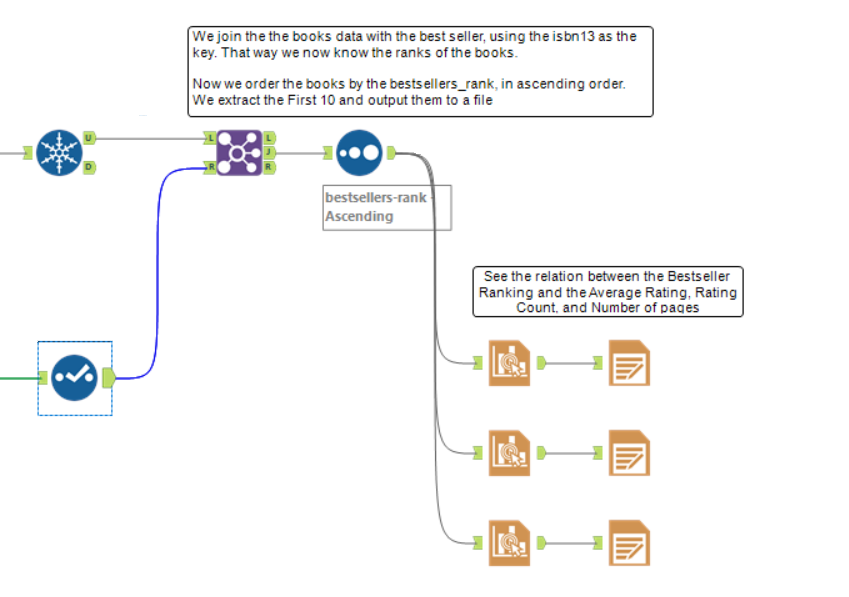 We join the the books data with the best seller, using the isbn13 as the
key. That way we now know the ranks of the books.
Now we order the books by the bestsellers_rank, in ascending order.
We extract the First 10 and output them to a file
U
D
L
R
L
J
R
bestsellers-rank -
Ascending
See the relation between the Bestseller
Ranking and the Average Rating, Rating
Count, and Number of pages